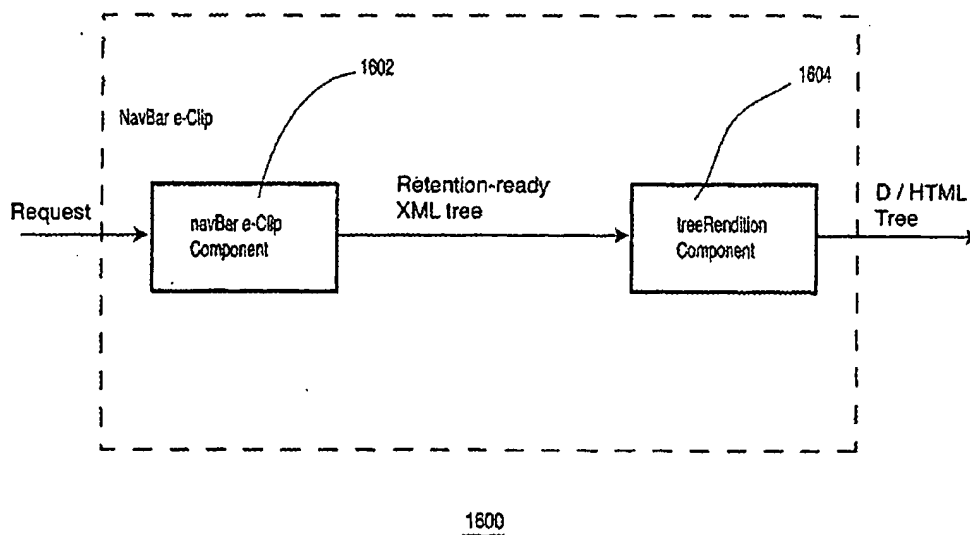 1602
1604
NavBar e-Clip
Retention-ready
XML tree
D / HTML
Tree
Request
navBar e-Clip
Component
treeRendition
Component
1600